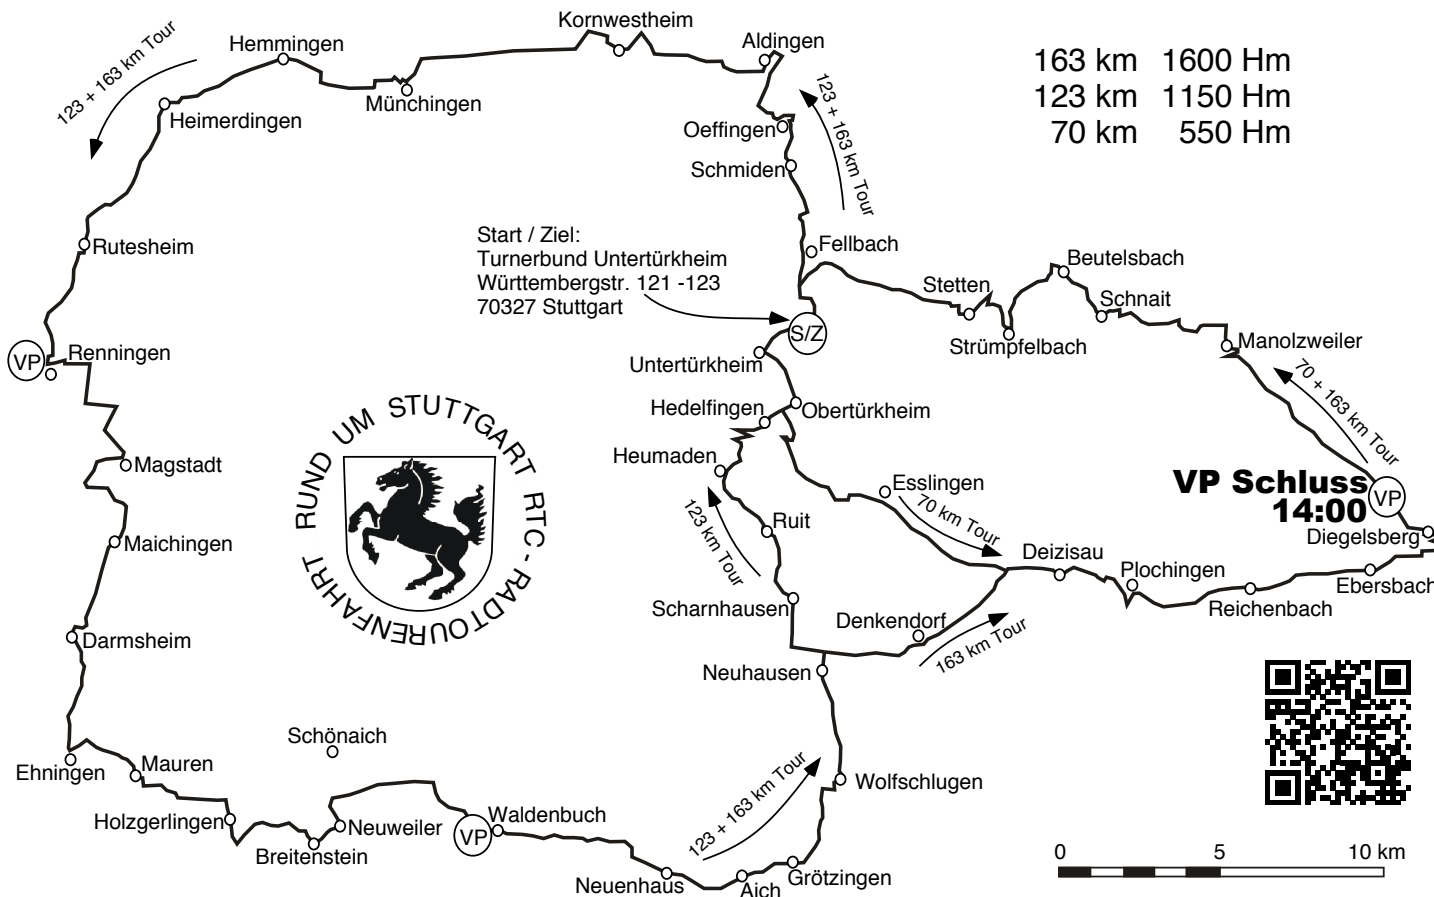 Kornwestheim
Hemmingen
Aldingen
123 + 163 km Tour
Münchingen
Heimerdingen
163 km 1600 Hm
123 km 1150 Hm
70 km 550 Hm
123 + 163 km Tour
Oeffingen
Schmiden
Rutesheim
Start / Ziel:
Turnerbund Untertürkheim
Württembergstr. 121 -123
70327 Stuttgart
Fellbach
Beutelsbach
Stetten
Schnait
S/Z
Strümpfelbach
Manolzweiler
VP
Renningen
Untertürkheim
70 + 163 km Tour
Hedelfingen
Obertürkheim
RUND UM STUTTGART RTC-RADTOURENFAHRT
Heumaden
Magstadt
Esslingen
VP Schluss
14:00
VP
70 km Tour
123 km Tour
Ruit
Diegelsberg
Maichingen
Deizisau
Plochingen
Ebersbach
Reichenbach
Scharnhausen
Denkendorf
163 km Tour
Darmsheim
Neuhausen
Schönaich
Ehningen
Mauren
Wolfschlugen
123 + 163 km Tour
Holzgerlingen
Neuweiler
VP
Waldenbuch
Breitenstein
Neuenhaus
Aich
Grötzingen
0 5 10 km